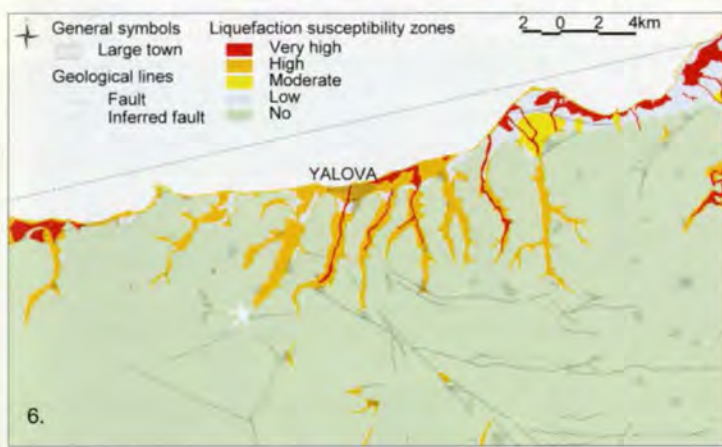 General symbols
Large town
Geological lines
Fault
Inferred fault
Liquefaction susceptibility zones
Very high
High
Moderate
Low
No
2 0 2 4km
YALOVA
6.